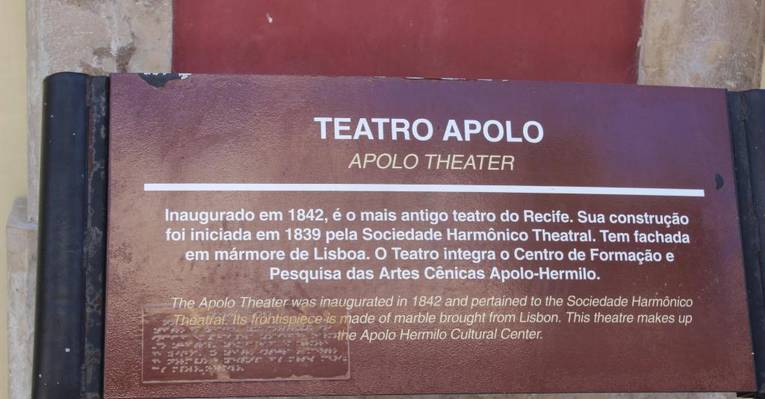 TEATRO APOLO
APOLO THEATER
Inaugurado em 1842, é o mais antigo teatro do Recife. Sua construção
foi iniciada em 1839 pela Sociedade Harmônico Theatral. Tem fachada
em mármore de Lisboa. O Teatro integra o Centro de Formação e
Pesquisa das Artes Cênicas Apolo-Hermilo.
The Apolo Theater was inaugurated in 1842 and pertained to the Sociedade Harmônico
Theatral. Its frontispiece is made of marble brought from Lisbon. This theatre makes up
the Apolo Hermilo Cultural Center.